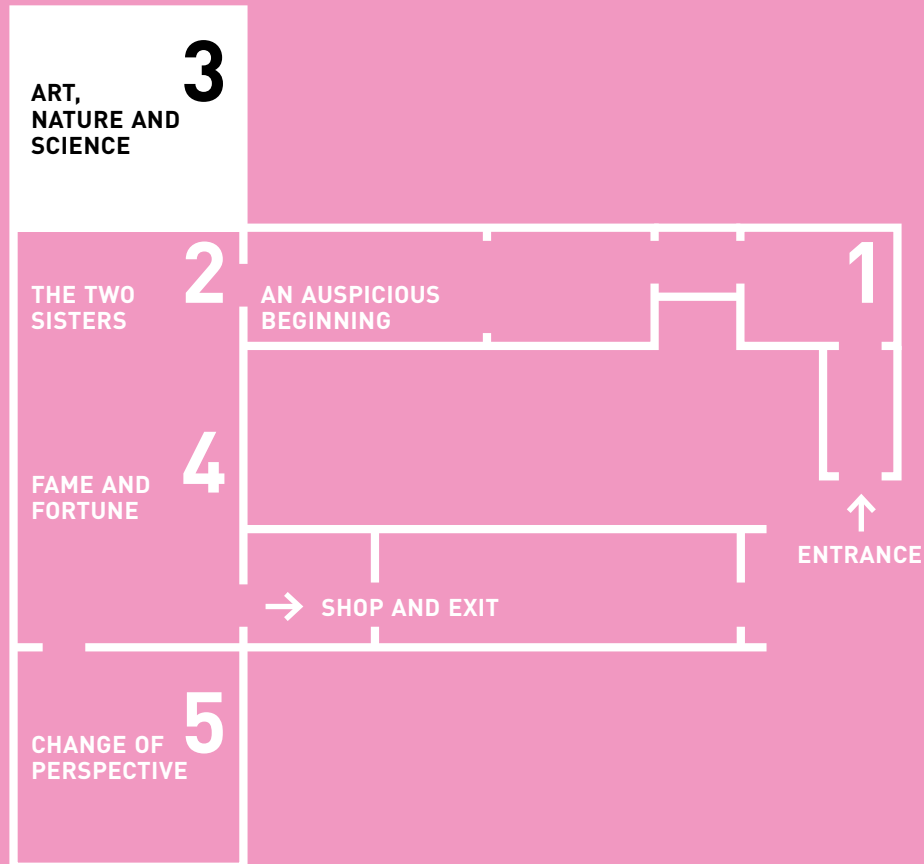 3
ART,
NATURE AND
SCIENCE
2
THE TWO
SISTERS
AN AUSPICIOUS
BEGINNING
1
4
FAME AND
FORTUNE
ENTRANCE
SHOP AND EXIT
5
CHANGE OF
PERSPECTIVE